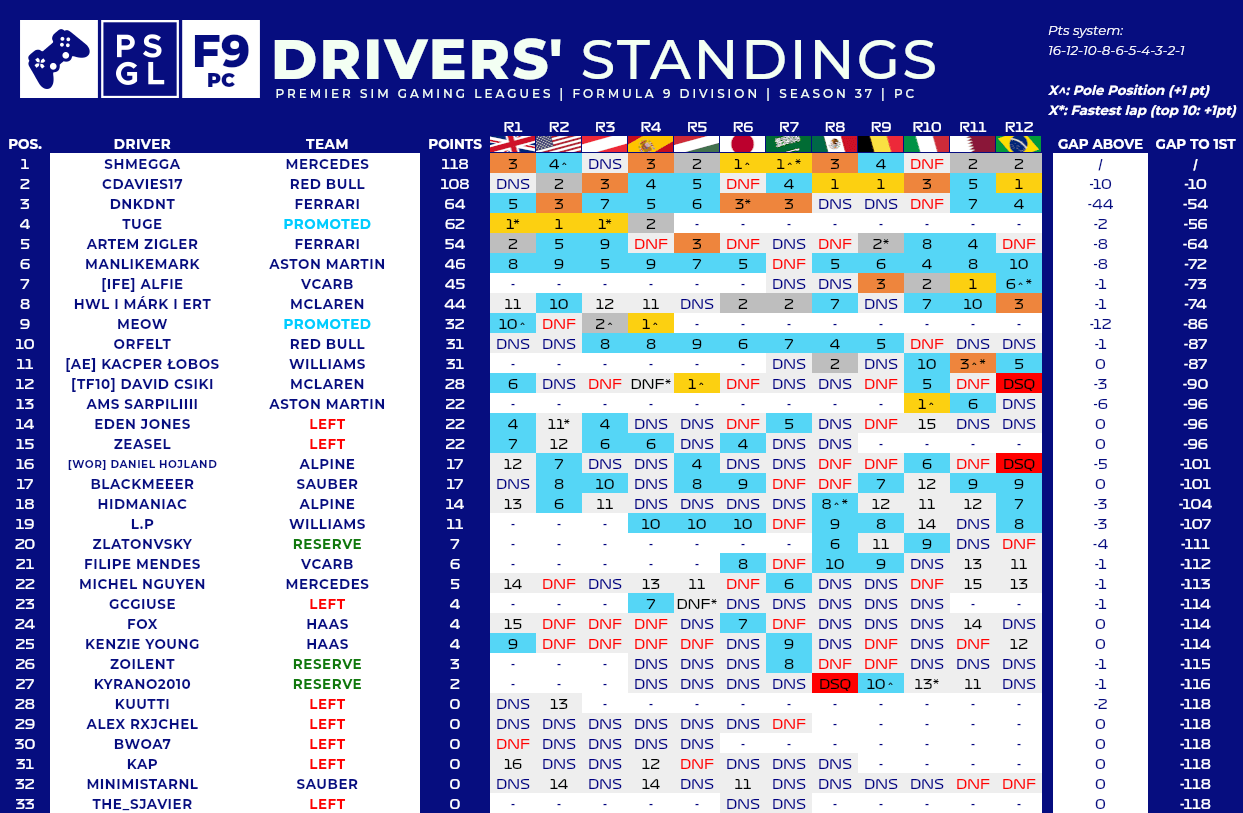 PS GL F9 PC DRIVERS' STANDINGS
PREMIER SIM GAMING LEAGUES | FORMULA 9 DIVISION | SEASON 37 | PC
Pts system:
16-12-10-8-6-5-4-3-2-1
X^: Pole Position (+1 pt)
X*: Fastest lap (top 10: +1pt)
POS. DRIVER TEAM POINTS R1 R2 R3 R4 R5 R6 R7 R8 R9 R10 R11 R12 GAP ABOVE GAP TO 1ST
1 SHMEGGA MERCEDES 118 3 4^ DNS 3 2 1^ 1^* 3 4 DNF 2 2 / /
2 CDAVIES17 RED BULL 108 DNS 2 3 4 5 DNF 4 1 1 3 5 1 -10 -10
3 DNKDNT FERRARI 64 5 3 7 5 6 3* 3 DNS DNS DNF 7 4 -44 -54
4 TUGE PROMOTED 62 1* 1 1* 2 - - - - - - - - -2 -56
5 ARTEM ZIGLER FERRARI 54 2 5 9 DNF 3 DNF DNS DNF 2* 8 4 DNF -8 -64
6 MANLIKEMARK ASTON MARTIN 46 8 9 5 9 7 5 DNF 5 6 4 8 10 -8 -72
7 [IFE] ALFIE VCARB 45 - - - - - - DNS DNS 3 2 1 6^* -1 -73
8 HWL I MÁRK I ERT MCLAREN 44 11 10 12 11 DNS 2 2 7 DNS 7 10 3 -1 -74
9 MEOW PROMOTED 32 10^ DNF 2^ 1^ - - - - - - - - -12 -86
10 ORFELT RED BULL 31 DNS DNS 8 8 9 6 7 4 5 DNF DNS DNS -1 -87
11 [AE] KACPER ŁOBOS WILLIAMS 31 - - - - - - DNS 2 DNS 10 3^* 5 0 -87
12 [TF10] DAVID CSIKI MCLAREN 28 6 DNS DNF DNF* 1^ DNF DNS DNS DNF 5 DNF DSQ -3 -90
13 AMS SARPILIIII ASTON MARTIN 22 - - - - - - - - - 1^ 6 DNS -6 -96
14 EDEN JONES LEFT 22 4 11* 4 DNS DNS DNF 5 DNS DNF 15 DNS DNS 0 -96
15 ZEASEL LEFT 22 7 12 6 6 DNS 4 DNS DNS - - - - 0 -96
16 [WOR] DANIEL HOJLAND ALPINE 17 12 7 DNS DNS 4 DNS DNS DNF DNF 6 DNF DSQ -5 -101
17 BLACKMEEER SAUBER 17 DNS 8 10 DNS 8 9 DNF DNF 7 12 9 9 0 -101
18 HIDMANIAC ALPINE 14 13 6 11 DNS DNS DNS DNS 8^* 12 11 12 7 -3 -104
19 L.P WILLIAMS 11 - - - 10 10 10 DNF 9 8 14 DNS 8 -3 -107
20 ZLATONVSKY RESERVE 7 - - - - - - - 6 11 9 DNS DNF -4 -111
21 FILIPE MENDES VCARB 6 - - - - - 8 DNF 10 9 DNS 13 11 -1 -112
22 MICHEL NGUYEN MERCEDES 5 14 DNF DNS 13 11 DNF 6 DNS DNS DNF 15 13 -1 -113
23 GCGIUSE LEFT 4 - - - 7 DNF* DNS DNS DNS DNS DNS - - -1 -114
24 FOX HAAS 4 15 DNF DNF DNF DNS 7 DNF DNS DNS DNS 14 DNS 0 -114
25 KENZIE YOUNG HAAS 4 9 DNF DNF DNF DNF DNS 9 DNS DNF DNS DNF 12 0 -114
26 ZOILENT RESERVE 3 - - - DNS DNS DNS 8 DNF DNF DNS DNS DNS -1 -115
27 KYRANO2010 RESERVE 2 - - - DNS DNS DNS DNS DSQ 10^ 13* 11 DNS -1 -116
28 KUUTTI LEFT 0 DNS 13 - - - - - - - - - - -2 -118
29 ALEX RXJCHEL LEFT 0 DNS DNS DNS DNS DNS DNS DNF - - - - - 0 -118
30 BWOA7 LEFT 0 DNF DNS DNS DNS DNS - - - - - - - 0 -118
31 KAP LEFT 0 16 DNS DNS 12 DNF DNS DNS DNS - - - - 0 -118
32 MINIMISTARNL SAUBER 0 DNS 14 DNS 14 DNS 11 DNS DNS DNS DNS DNF DNF 0 -118
33 THE_SJAVIER LEFT 0 - - - - - DNS DNS - - - - - 0 -118